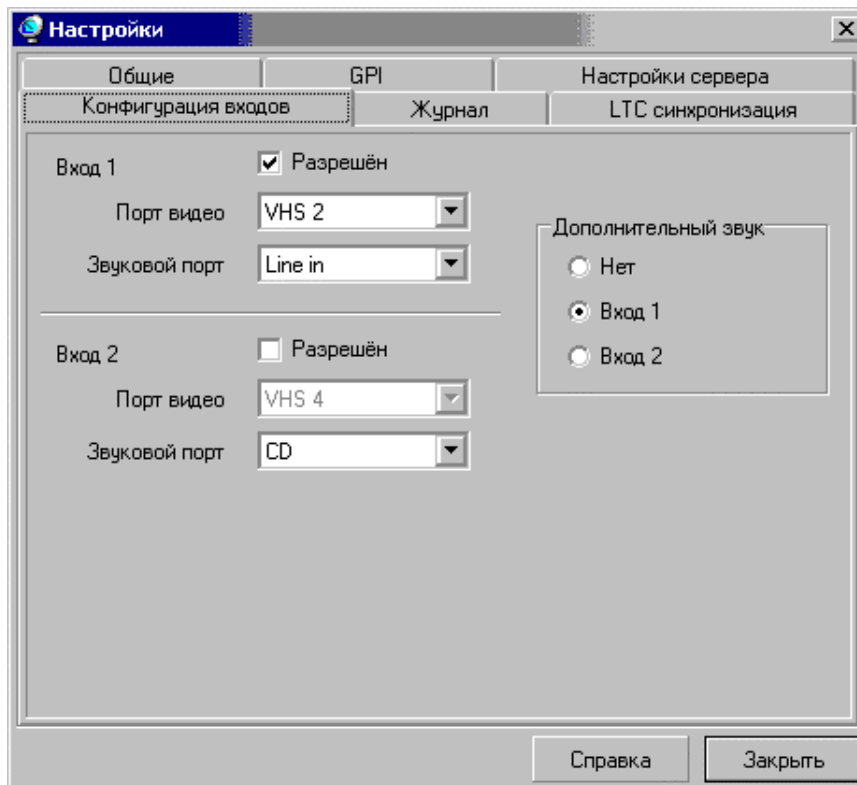 Настройки
Общие GPI Настройки сервера
Конфигурация входов Журнал LTC синхронизация
Вход 1 Разрешён
Порт видео VHS 2
Звуковой порт Line in
Дополнительный звук
Нет
Вход 1
Вход 2
Вход 2 Разрешён
Порт видео VHS 4
Звуковой порт CD
Справка Закрыть